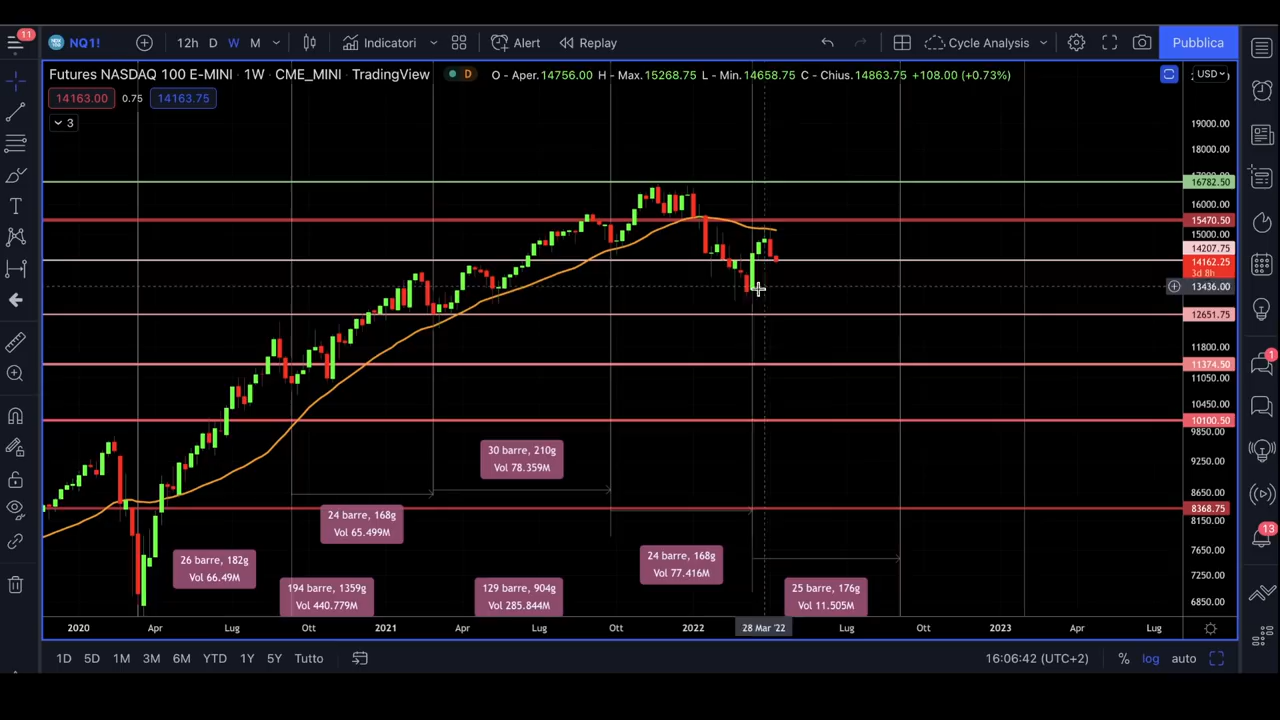 11
NQ1!
12h D W M
Indicatori
Alert
Replay
Cycle Analysis
Pubblica
Futures NASDAQ 100 E-MINI · 1W · CME_MINI · TradingView
D
O - Aper.14756.00 H - Max.15268.75 L - Min.14658.75 C - Chius.14863.75 +108.00 (+0.73%)
USD
14163.00 0.75 14163.75
3
19000.00
18000.00
16782.50
16000.00
15470.50
15000.00
14207.75
14162.25
3d 8h
13436.00
12651.75
11800.00
11374.50
11050.00
10450.00
10100.50
9850.00
9250.00
8650.00
8368.75
8150.00
7650.00
7250.00
6850.00
1
13
30 barre, 210g
Vol 78.359M
24 barre, 168g
Vol 65.499M
26 barre, 182g
Vol 66.49M
24 barre, 168g
Vol 77.416M
194 barre, 1359g
Vol 440.779M
129 barre, 904g
Vol 285.844M
25 barre, 176g
Vol 11.505M
2020 Apr Lug Ott 2021 Apr Lug Ott 2022 28 Mar '22 Lug Ott 2023 Apr Lug
1D 5D 1M 3M 6M YTD 1Y 5Y Tutto
16:06:42 (UTC+2) % log auto